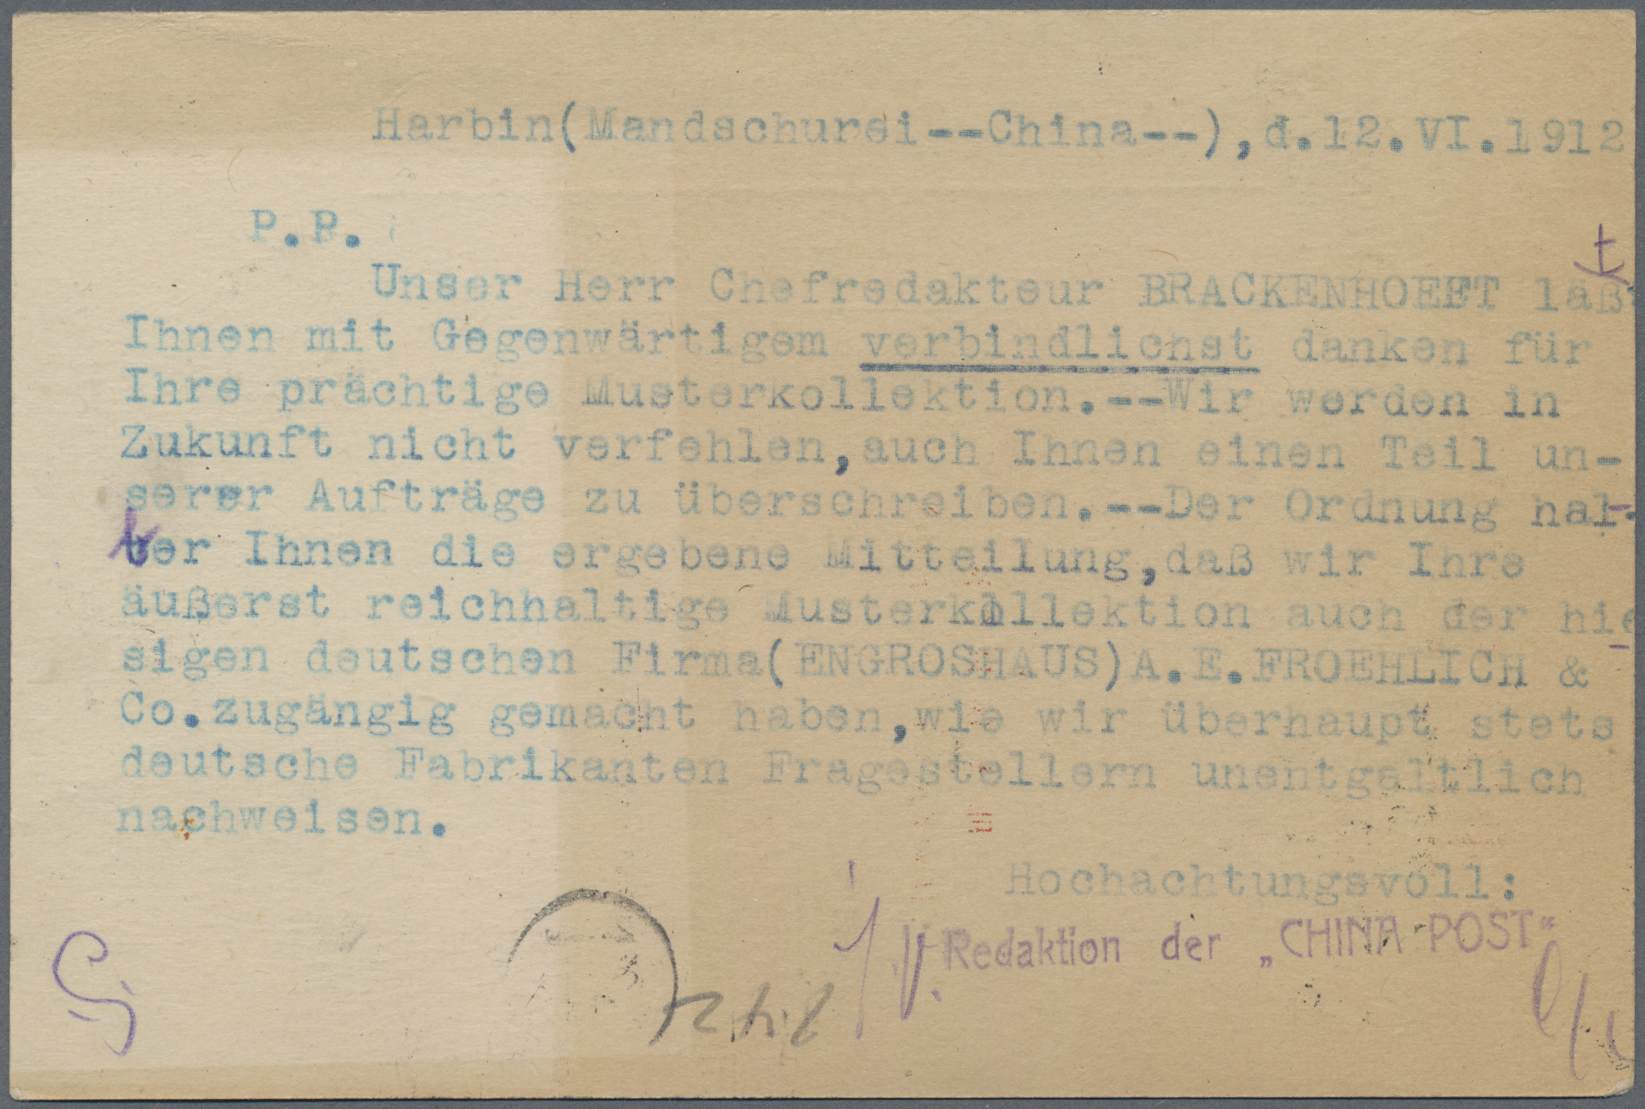 Harbin(Mandschurei--China--),d.12.VI.1912
P.P.
Unser Herr Chefredakteur BRACKENHOEFT läßt
Ihnen mit Gegenwärtigem verbindlichst danken für
Ihre prächtige Musterkollektion.--Wir werden in
Zukunft nicht verfehlen,auch Ihnen einen Teil un-
serer Aufträge zu überschreiben.--Der Ordnung hal-
ber Ihnen die ergebene Mitteilung,daß wir Ihre
äußerst reichhaltige Musterkollektion auch der hie
sigen deutschen Firma(ENGROSHAUS)A.E.FROEHLICH &
Co.zugängig gemacht haben,wie wir überhaupt stets
deutsche Fabrikanten Fragestellern unentgaltlich
nachweisen.
Hochachtungsvoll:
Redaktion der „CHINA POST“